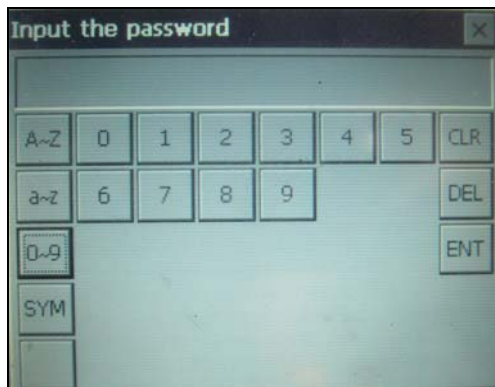 Input the password ×
A~Z 0 1 2 3 4 5 CLR
a~z 6 7 8 9 DEL
0~9 ENT
SYM